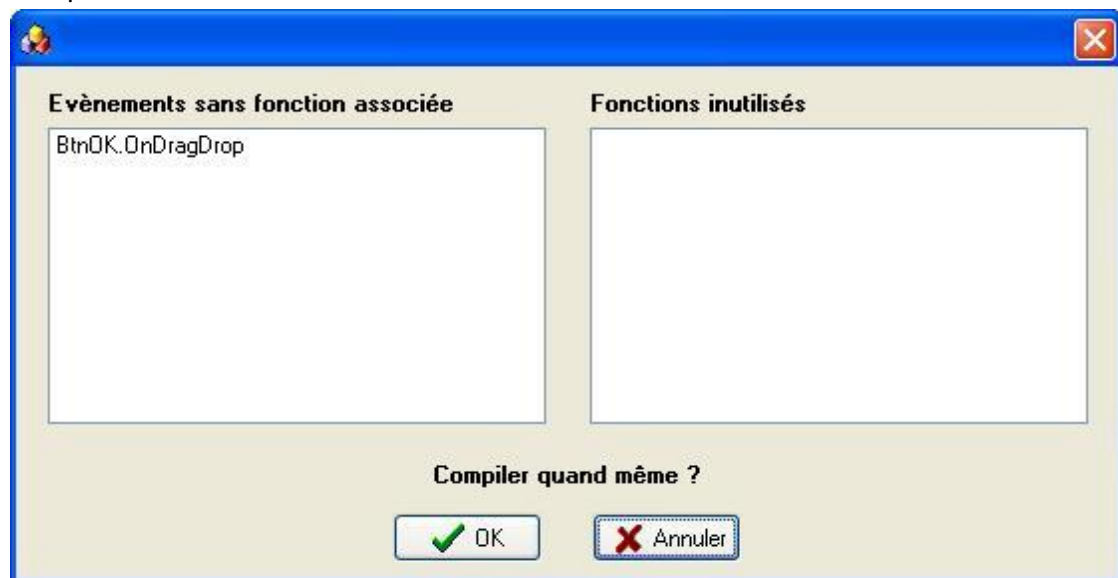 Evènements sans fonction associée
Fonctions inutilisés
BtnOK.OnDragDrop
Compiler quand même ?
OK
Annuler